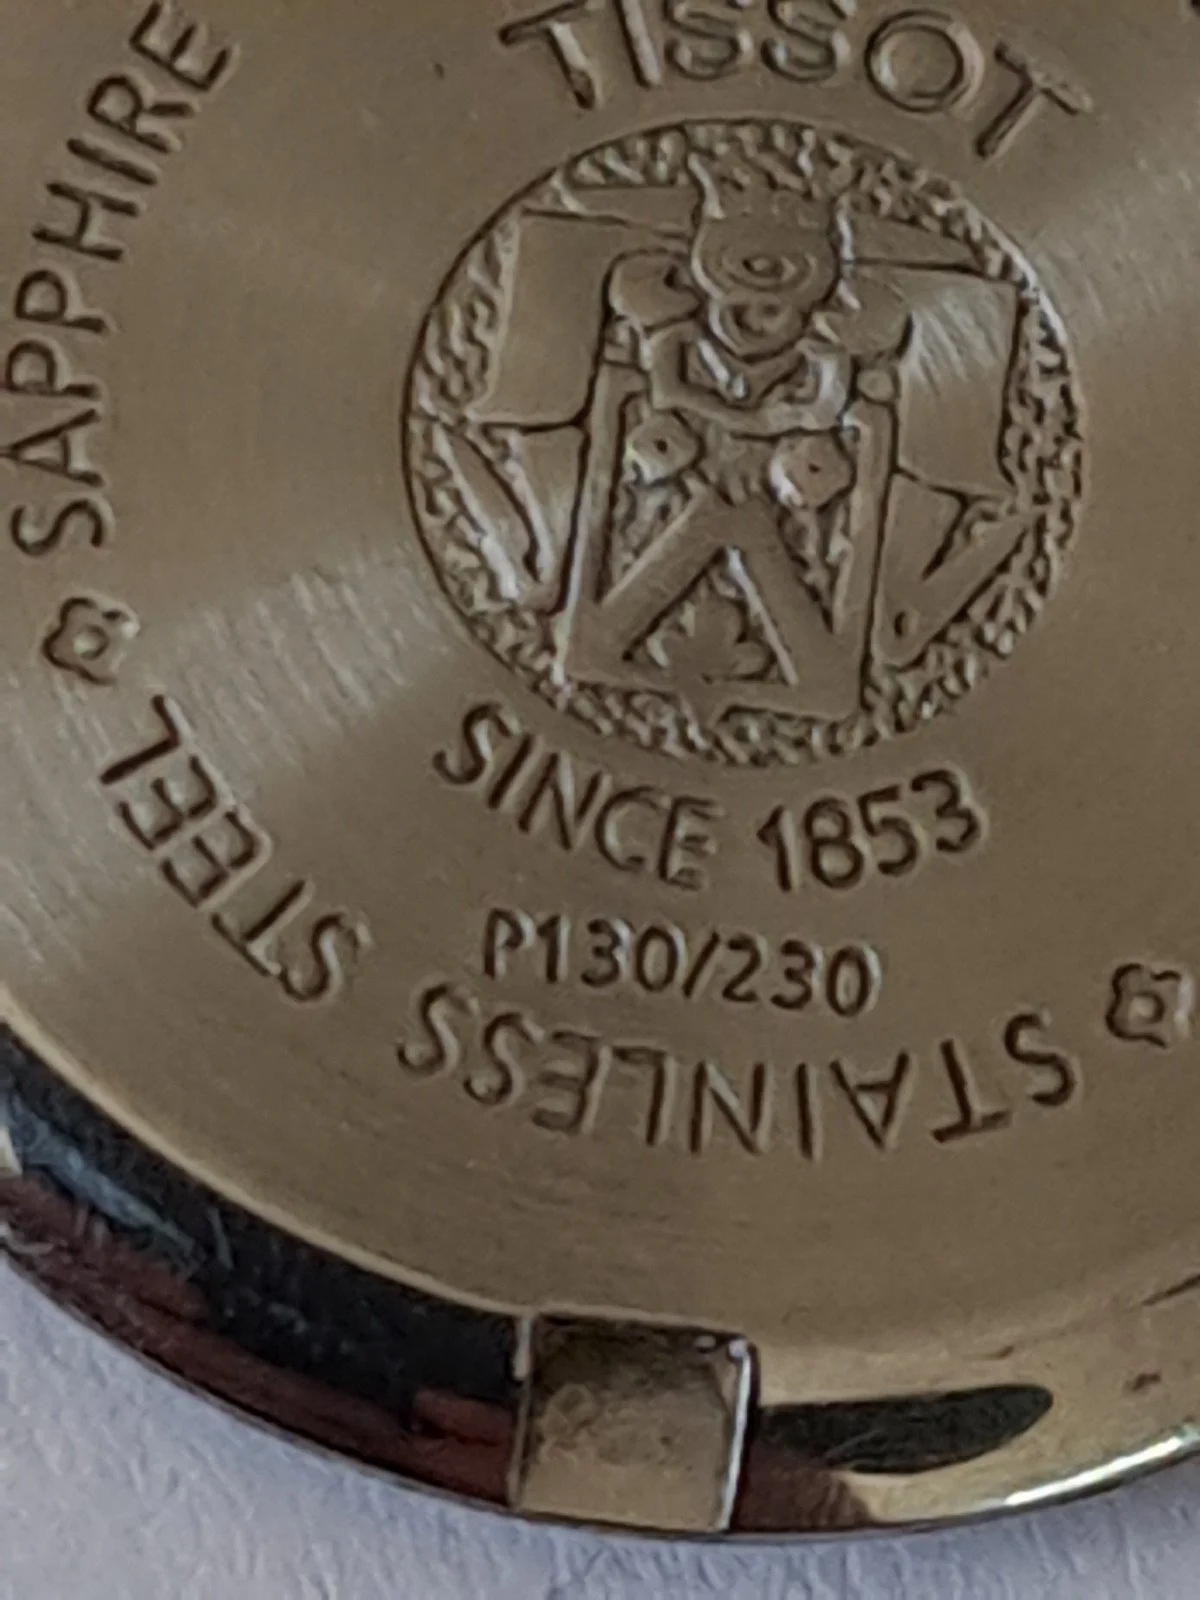 TISSOT
SINCE 1853
P130/230
SAPPHIRE
STAINLESS STEEL